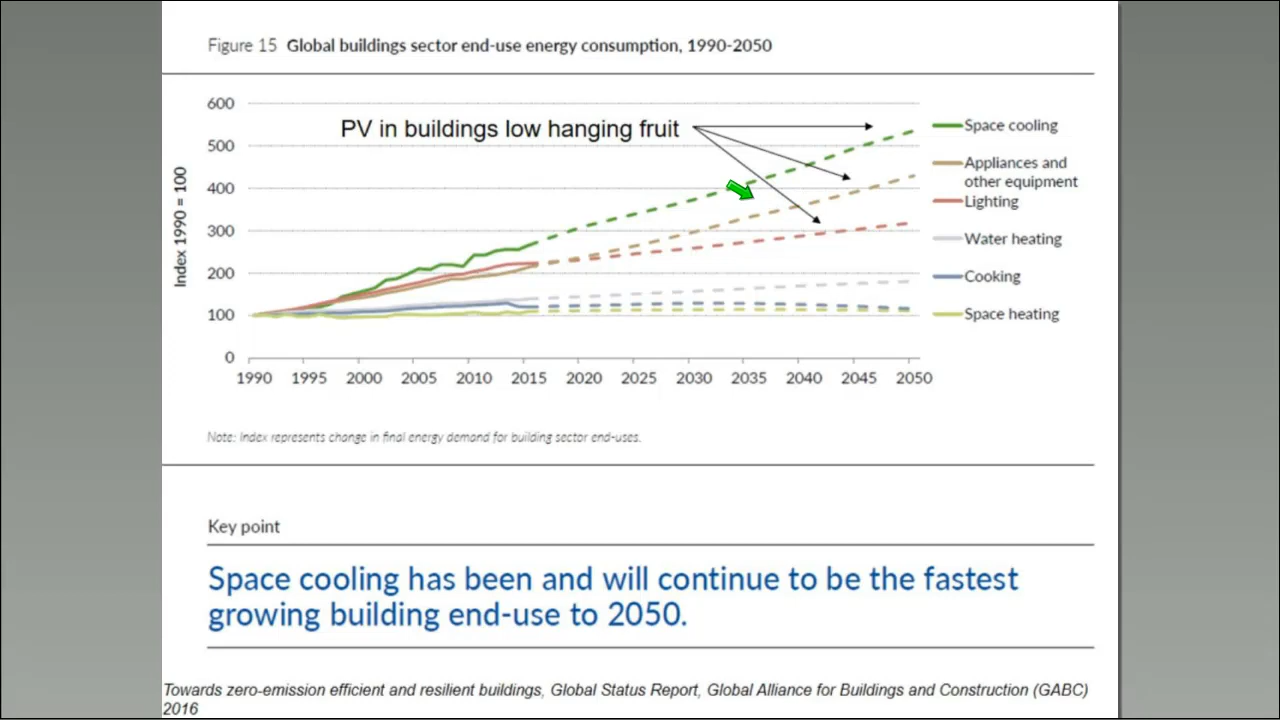 Figure 15 Global buildings sector end-use energy consumption, 1990-2050
600
500
400
300
200
100
0
Index 1990 = 100
PV in buildings low hanging fruit
1990 1995 2000 2005 2010 2015 2020 2025 2030 2035 2040 2045 2050
Space cooling
Appliances and
other equipment
Lighting
Water heating
Cooking
Space heating
Note: Index represents change in final energy demand for building sector end-uses.
Key point
Space cooling has been and will continue to be the fastest
growing building end-use to 2050.
Towards zero-emission efficient and resilient buildings, Global Status Report, Global Alliance for Buildings and Construction (GABC)
2016